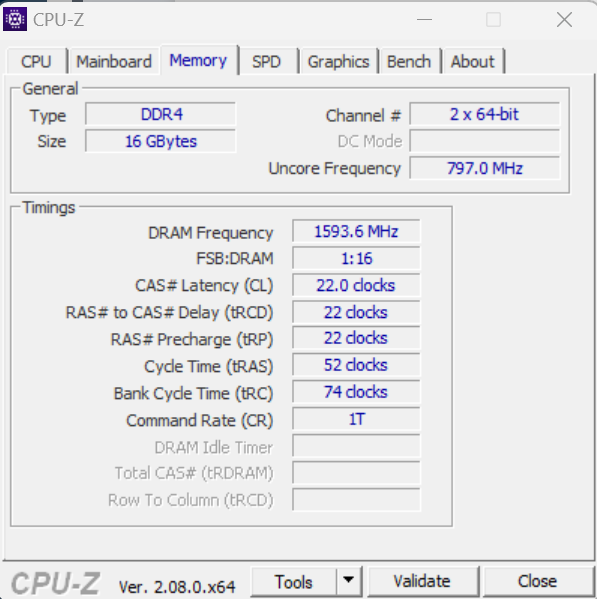 CPU-Z
CPU Mainboard Memory SPD Graphics Bench About
General
Type DDR4 Channel # 2 x 64-bit
Size 16 GBytes DC Mode
Uncore Frequency 797.0 MHz
Timings
DRAM Frequency 1593.6 MHz
FSB:DRAM 1:16
CAS# Latency (CL) 22.0 clocks
RAS# to CAS# Delay (tRCD) 22 clocks
RAS# Precharge (tRP) 22 clocks
Cycle Time (tRAS) 52 clocks
Bank Cycle Time (tRC) 74 clocks
Command Rate (CR) 1T
DRAM Idle Timer
Total CAS# (tRDRAM)
Row To Column (tRCD)
CPU-Z Ver. 2.08.0.x64 Tools Validate Close